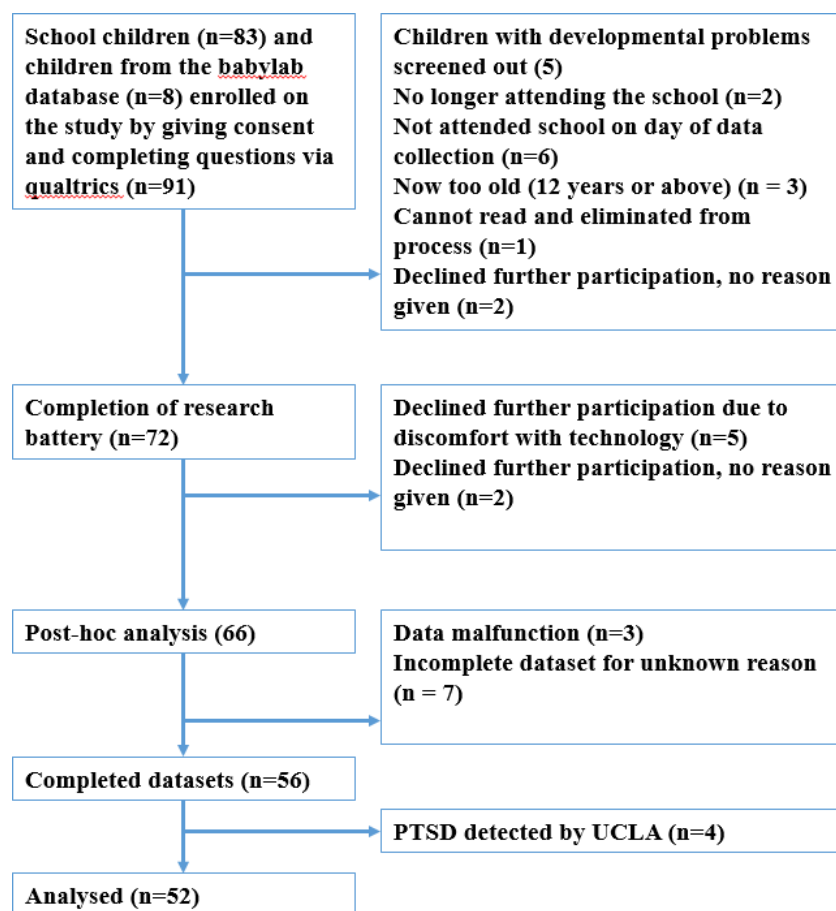 School children (n=83) and
children from the babylab
database (n=8) enrolled on
the study by giving consent
and completing questions via
qualtrics (n=91)
Children with developmental problems
screened out (5)
No longer attending the school (n=2)
Not attended school on day of data
collection (n=6)
Now too old (12 years or above) (n = 3)
Cannot read and eliminated from
process (n=1)
Declined further participation, no reason
given (n=2)
Completion of research
battery (n=72)
Declined further participation due to
discomfort with technology (n=5)
Declined further participation, no reason
given (n=2)
Post-hoc analysis (66)
Data malfunction (n=3)
Incomplete dataset for unknown reason
(n = 7)
Completed datasets (n=56)
PTSD detected by UCLA (n=4)
Analysed (n=52)